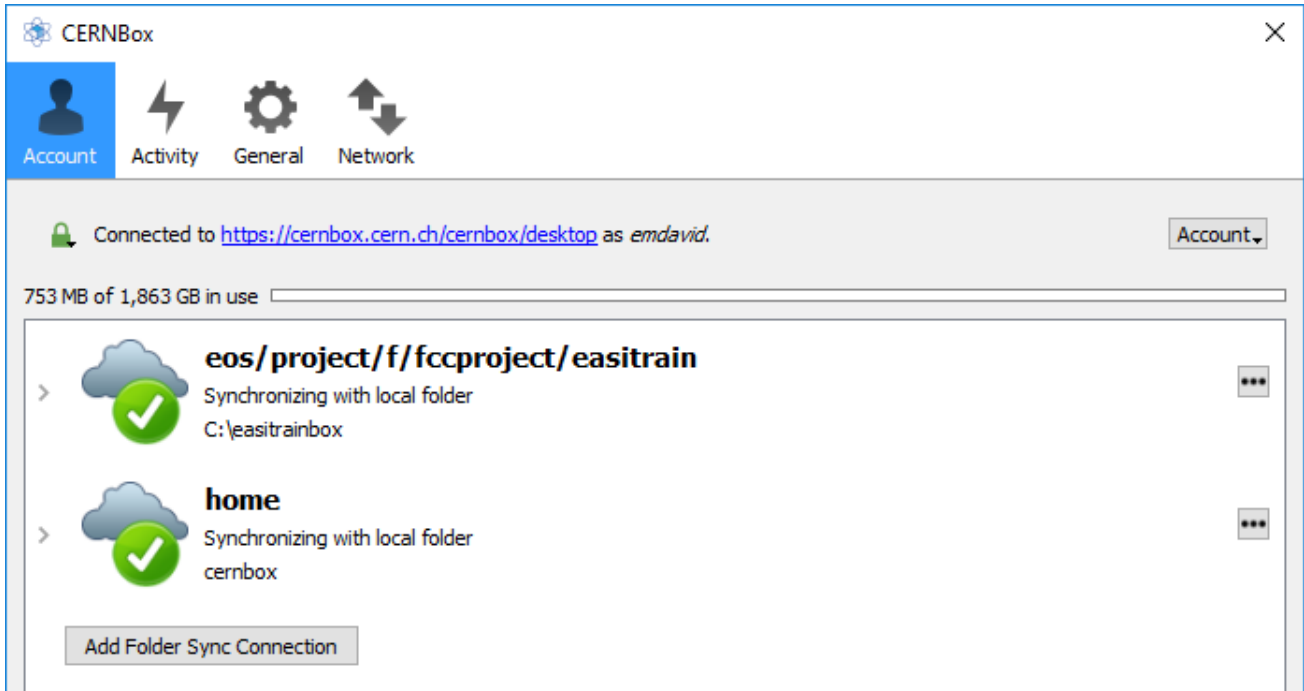 CERNBox
Account Activity General Network
Connected to https://cernbox.cern.ch/cernbox/desktop as emdavid. Account
753 MB of 1,863 GB in use
eos/project/f/fccproject/easitrain
Synchronizing with local folder
C:\easitrainbox
home
Synchronizing with local folder
cernbox
Add Folder Sync Connection